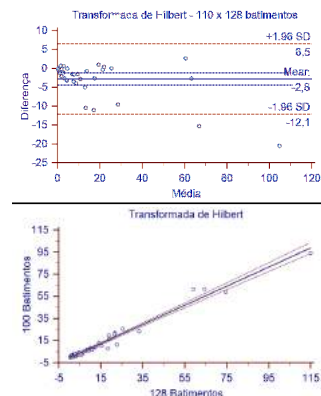 Transformada de Hilbert - 110 x 128 batimentos
10
5
0
-5
-10
-15
-20
-25
Diferença
+1.96 SD
6.5
Mean
-2,8
-1.96 SD
-12.1
0 20 40 60 80 100 120
Média
Transformada de Hilbert
115
95
75
55
35
15
-5
100 Batimentos
-5 15 35 55 75 95 115
128 Batimentos